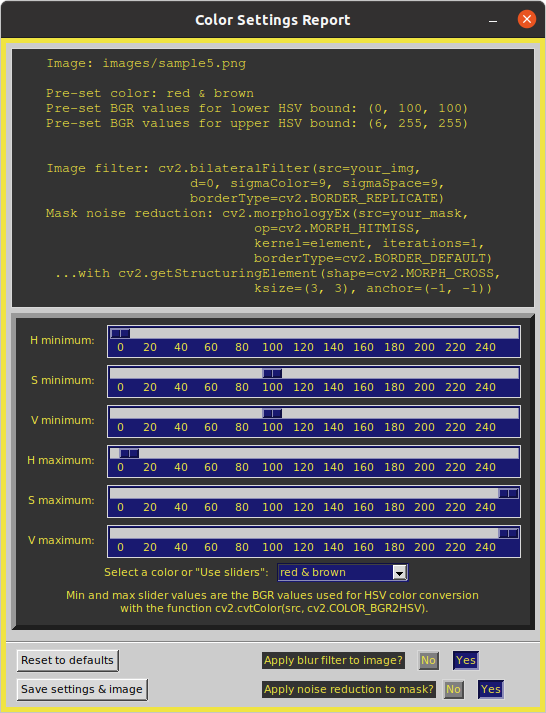 Color Settings Report
Image: images/sample5.png
Pre-set color: red & brown
Pre-set BGR values for lower HSV bound: (0, 100, 100)
Pre-set BGR values for upper HSV bound: (6, 255, 255)
Image filter: cv2.bilateralFilter(src=your_img,
d=0, sigmaColor=9, sigmaSpace=9,
borderType=cv2.BORDER_REPLICATE)
Mask noise reduction: cv2.morphologyEx(src=your_mask,
op=cv2.MORPH_HITMISS,
kernel=element, iterations=1,
borderType=cv2.BORDER_DEFAULT)
...with cv2.getStructuringElement(shape=cv2.MORPH_CROSS,
ksize=(3, 3), anchor=(-1, -1))
H minimum:
0 20 40 60 80 100 120 140 160 180 200 220 240
S minimum:
0 20 40 60 80 100 120 140 160 180 200 220 240
V minimum:
0 20 40 60 80 100 120 140 160 180 200 220 240
H maximum:
0 20 40 60 80 100 120 140 160 180 200 220 240
S maximum:
0 20 40 60 80 100 120 140 160 180 200 220 240
V maximum:
0 20 40 60 80 100 120 140 160 180 200 220 240
Select a color or "Use sliders": red & brown
Min and max slider values are the BGR values used for HSV color conversion
with the function cv2.cvtColor(src, cv2.COLOR_BGR2HSV).
Reset to defaults Apply blur filter to image? No Yes
Save settings & image Apply noise reduction to mask? No Yes